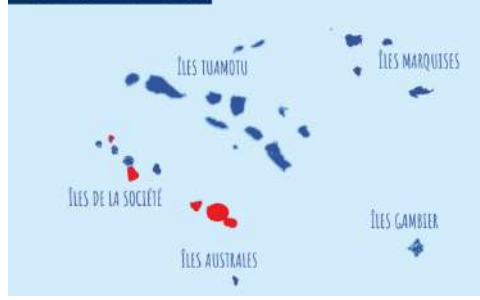 ÎLES TUAMOTU
ÎLES MARQUISES
ÎLES DE LA SOCIÉTÉ
ÎLES GAMBIER
ÎLES AUSTRALES